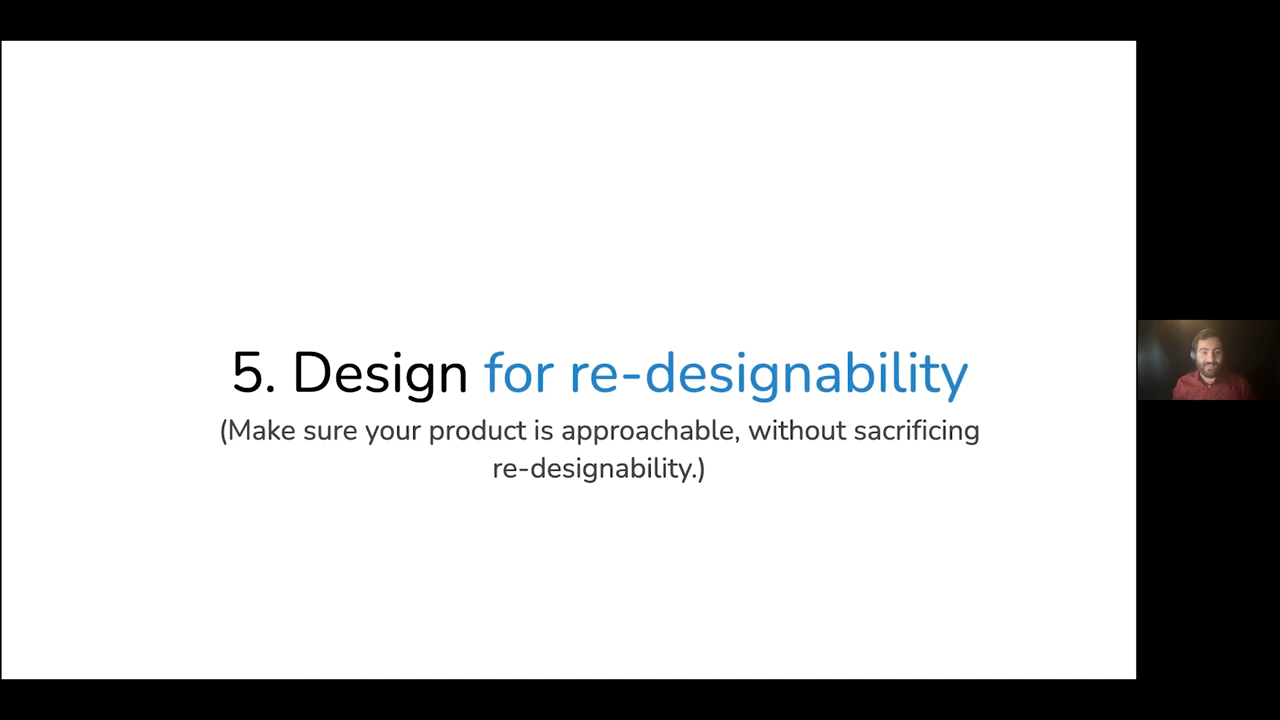 5. Design for re-designability
(Make sure your product is approachable, without sacrificing
re-designability.)